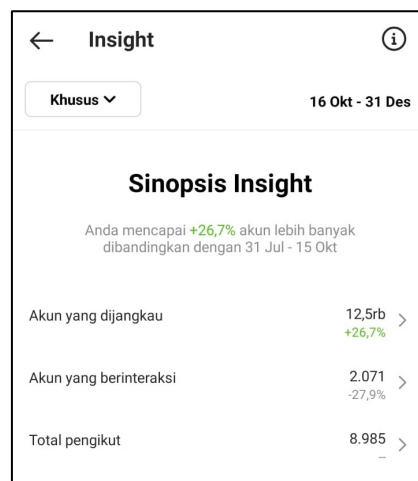 Insight
Khusus
16 Okt - 31 Des
Sinopsis Insight
Anda mencapai +26,7% akun lebih banyak
dibandingkan dengan 31 Jul - 15 Okt
Akun yang dijangkau
12,5rb
+26,7%
Akun yang berinteraksi
2.071
-27,9%
Total pengikut
8.985
--